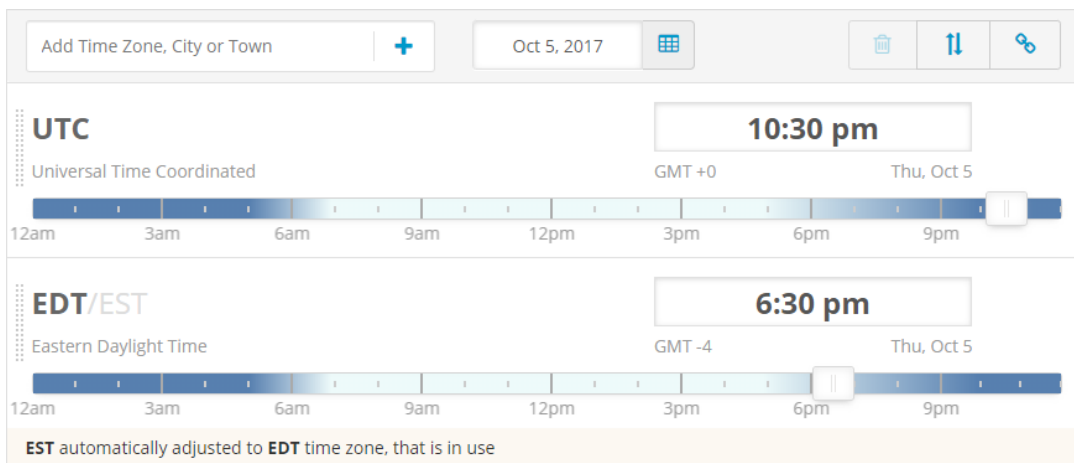 Add Time Zone, City or Town + Oct 5, 2017
UTC 10:30 pm
Universal Time Coordinated GMT +0 Thu, Oct 5
12am 3am 6am 9am 12pm 3pm 6pm 9pm
EDT/EST 6:30 pm
Eastern Daylight Time GMT -4 Thu, Oct 5
12am 3am 6am 9am 12pm 3pm 6pm 9pm
EST automatically adjusted to EDT time zone, that is in use